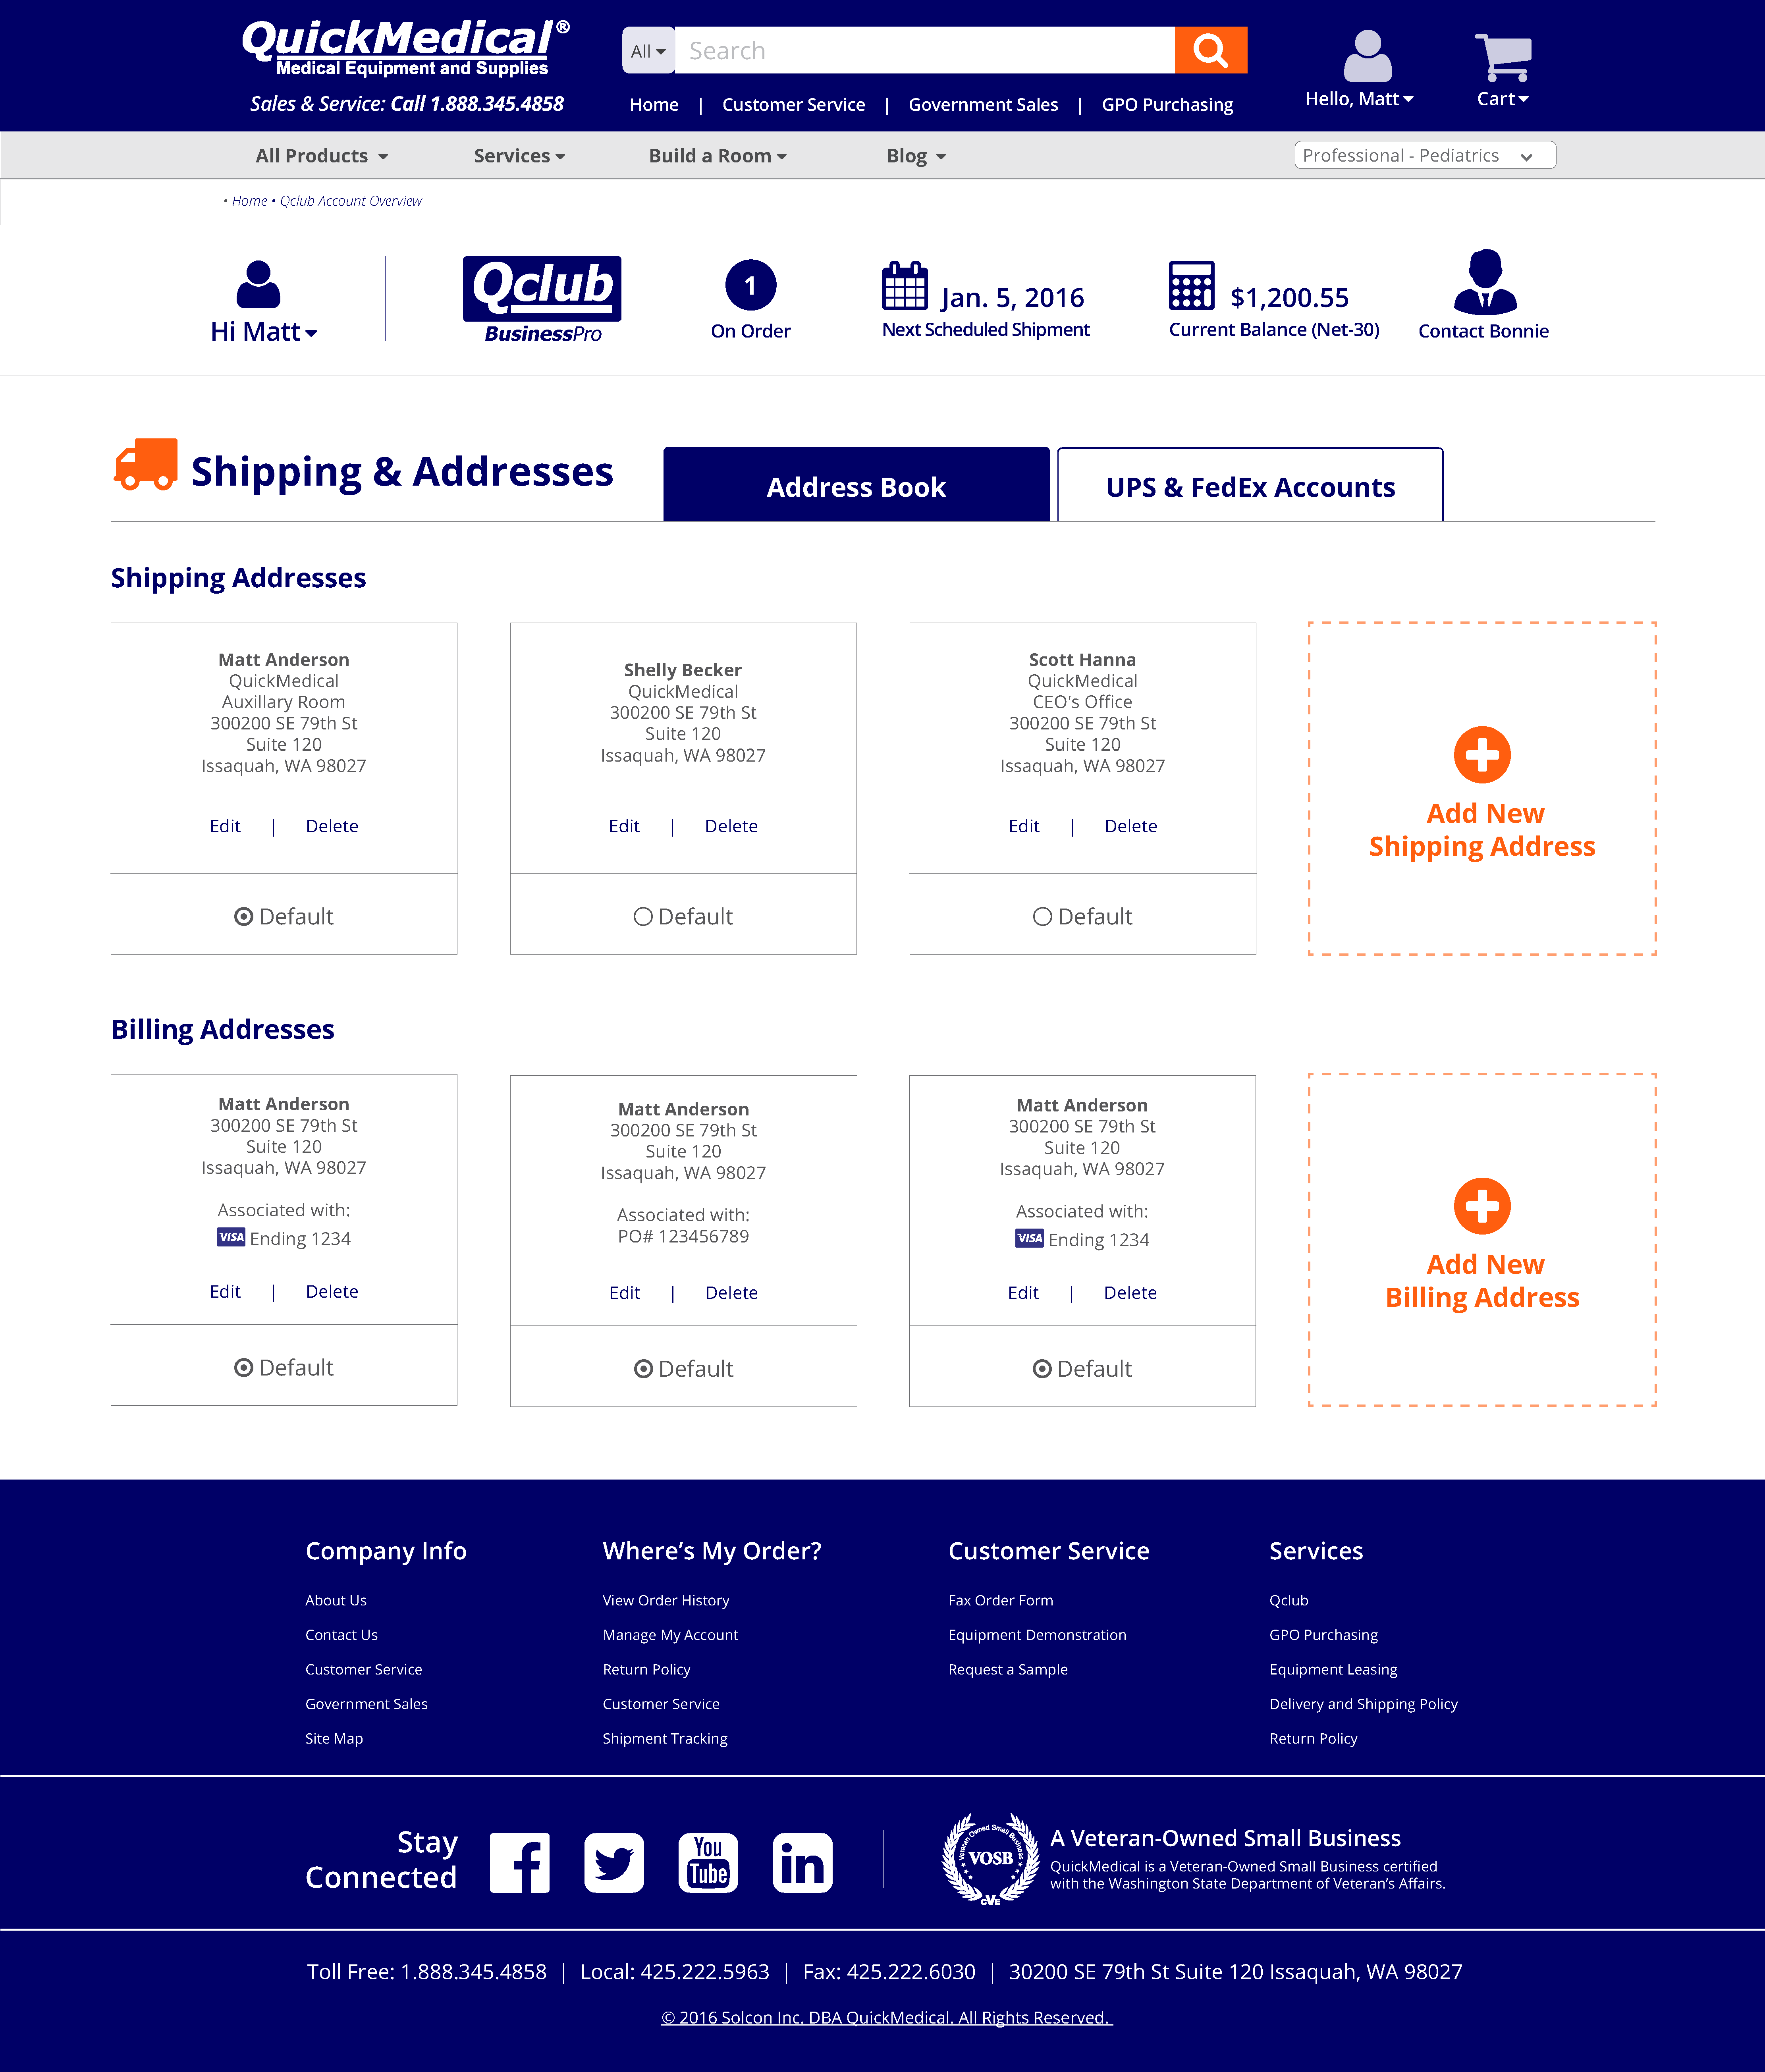 QuickMedical®
Medical Equipment and Supplies
Sales & Service: Call 1.888.345.4858
All
Search
Home | Customer Service | Government Sales | GPO Purchasing
Hello, Matt
Cart
All Products
Services
Build a Room
Blog
Professional - Pediatrics
• Home • Qclub Account Overview
Hi Matt
Qclub
BusinessPro
1
On Order
Jan. 5, 2016
Next Scheduled Shipment
$1,200.55
Current Balance (Net-30)
Contact Bonnie
Shipping & Addresses
Address Book
UPS & FedEx Accounts
Shipping Addresses
Matt Anderson
QuickMedical
Auxillary Room
300200 SE 79th St
Suite 120
Issaquah, WA 98027
Edit | Delete
Default
Shelly Becker
QuickMedical
300200 SE 79th St
Suite 120
Issaquah, WA 98027
Edit | Delete
Default
Scott Hanna
QuickMedical
CEO's Office
300200 SE 79th St
Suite 120
Issaquah, WA 98027
Edit | Delete
Default
Add New
Shipping Address
Billing Addresses
Matt Anderson
300200 SE 79th St
Suite 120
Issaquah, WA 98027
Associated with:
VISA Ending 1234
Edit | Delete
Default
Matt Anderson
300200 SE 79th St
Suite 120
Issaquah, WA 98027
Associated with:
PO# 123456789
Edit | Delete
Default
Matt Anderson
300200 SE 79th St
Suite 120
Issaquah, WA 98027
Associated with:
VISA Ending 1234
Edit | Delete
Default
Add New
Billing Address
Company Info
About Us
Contact Us
Customer Service
Government Sales
Site Map
Where’s My Order?
View Order History
Manage My Account
Return Policy
Customer Service
Shipment Tracking
Customer Service
Fax Order Form
Equipment Demonstration
Request a Sample
Services
Qclub
GPO Purchasing
Equipment Leasing
Delivery and Shipping Policy
Return Policy
Stay
Connected
f
You
Tube
in
Veteran Owned Small Business
VOSB
CVE
A Veteran-Owned Small Business
QuickMedical is a Veteran-Owned Small Business certified
with the Washington State Department of Veteran’s Affairs.
Toll Free: 1.888.345.4858 | Local: 425.222.5963 | Fax: 425.222.6030 | 30200 SE 79th St Suite 120 Issaquah, WA 98027
© 2016 Solcon Inc. DBA QuickMedical. All Rights Reserved.